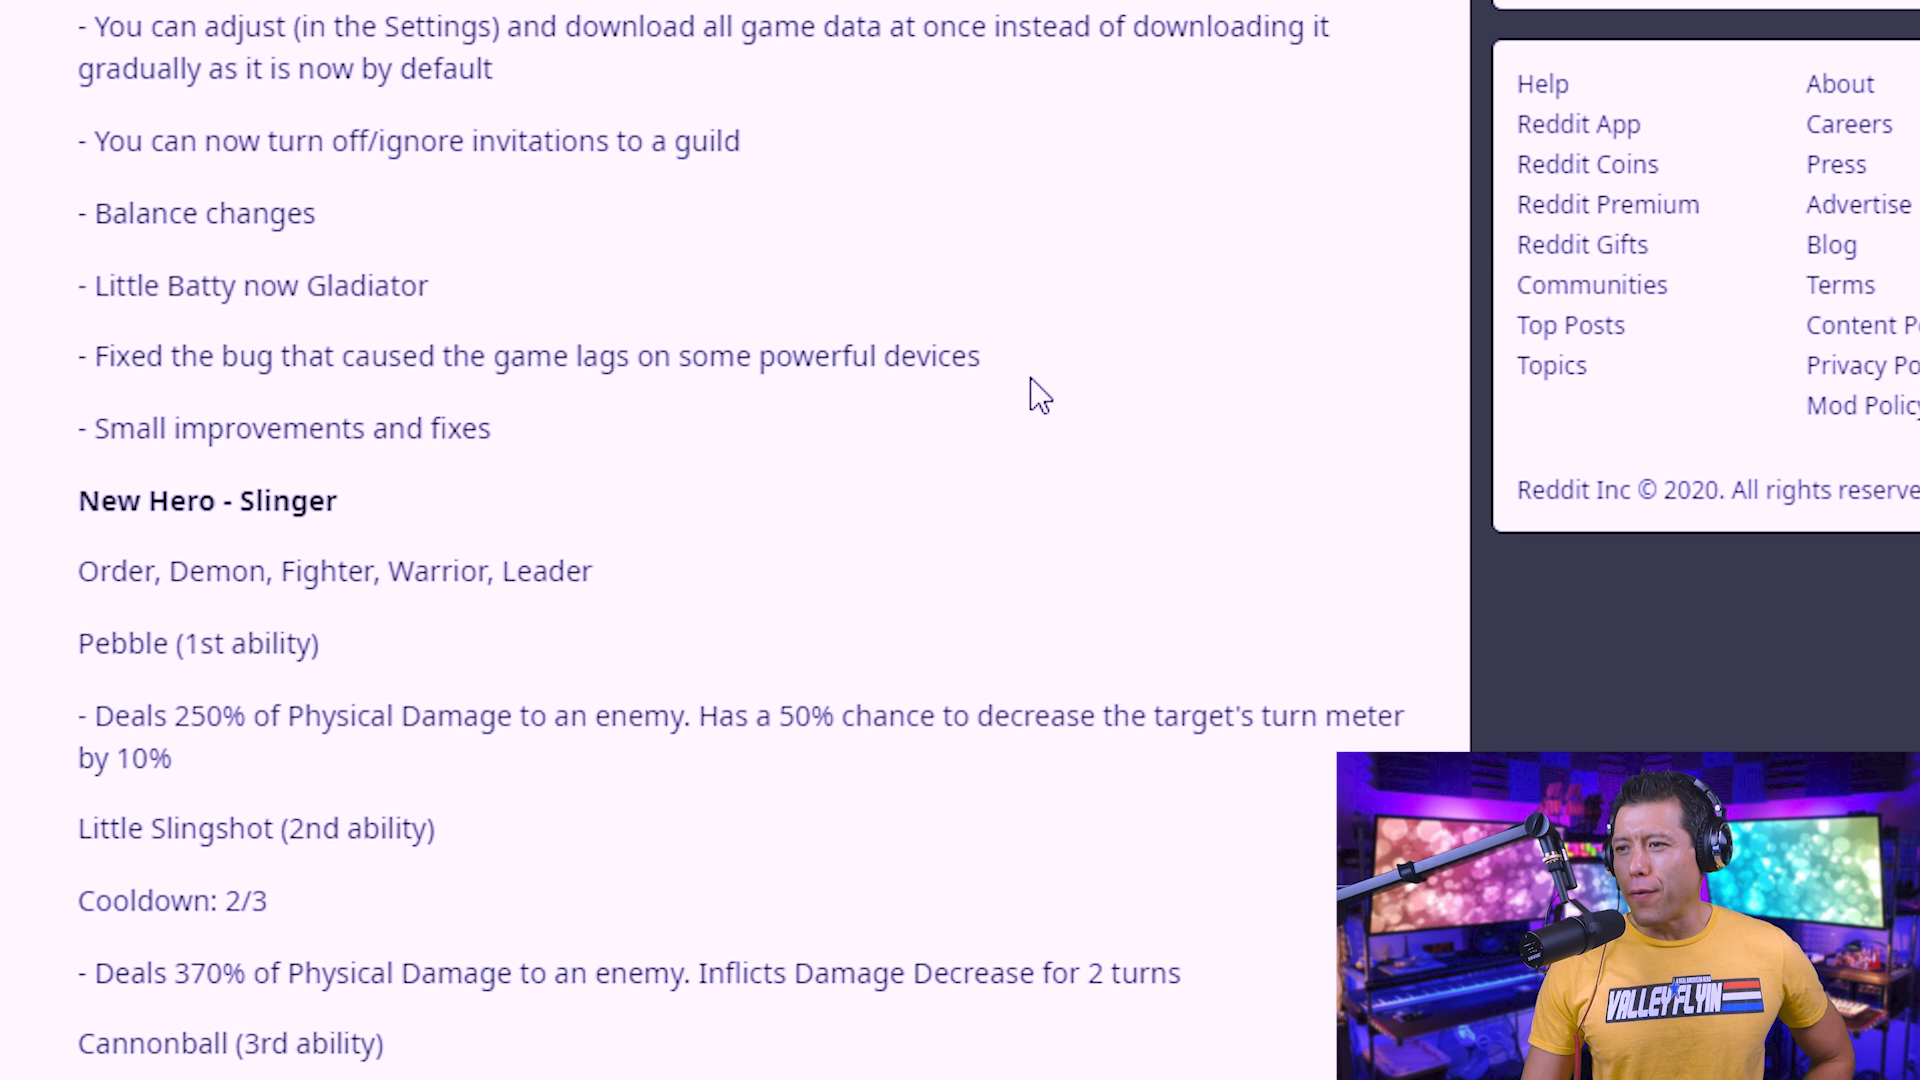 - You can adjust (in the Settings) and download all game data at once instead of downloading it
gradually as it is now by default
- You can now turn off/ignore invitations to a guild
- Balance changes
- Little Batty now Gladiator
- Fixed the bug that caused the game lags on some powerful devices
- Small improvements and fixes
New Hero - Slinger
Order, Demon, Fighter, Warrior, Leader
Pebble (1st ability)
- Deals 250% of Physical Damage to an enemy. Has a 50% chance to decrease the target's turn meter
by 10%
Little Slingshot (2nd ability)
Cooldown: 2/3
- Deals 370% of Physical Damage to an enemy. Inflicts Damage Decrease for 2 turns
Cannonball (3rd ability)
Help
Reddit App
Reddit Coins
Reddit Premium
Reddit Gifts
Communities
Top Posts
Topics
About
Careers
Press
Advertise
Blog
Terms
Content P
Privacy Po
Mod Policy
Reddit Inc © 2020. All rights reserve
VALLEYFLYIN